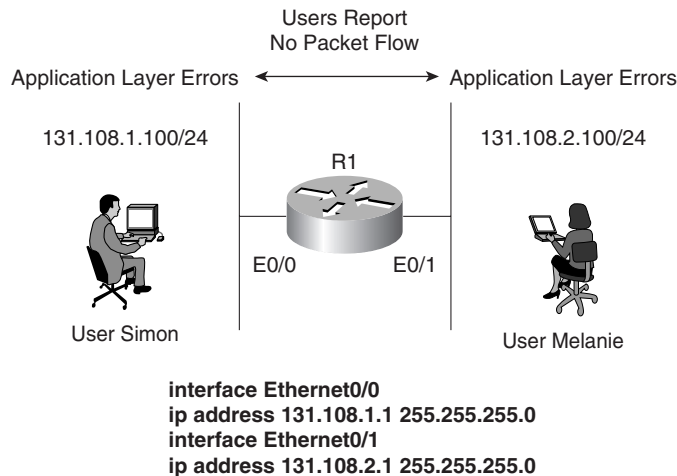 Users Report
No Packet Flow
Application Layer Errors
Application Layer Errors
131.108.1.100/24
131.108.2.100/24
R1
E0/0
E0/1
User Simon
User Melanie
interface Ethernet0/0
ip address 131.108.1.1 255.255.255.0
interface Ethernet0/1
ip address 131.108.2.1 255.255.255.0